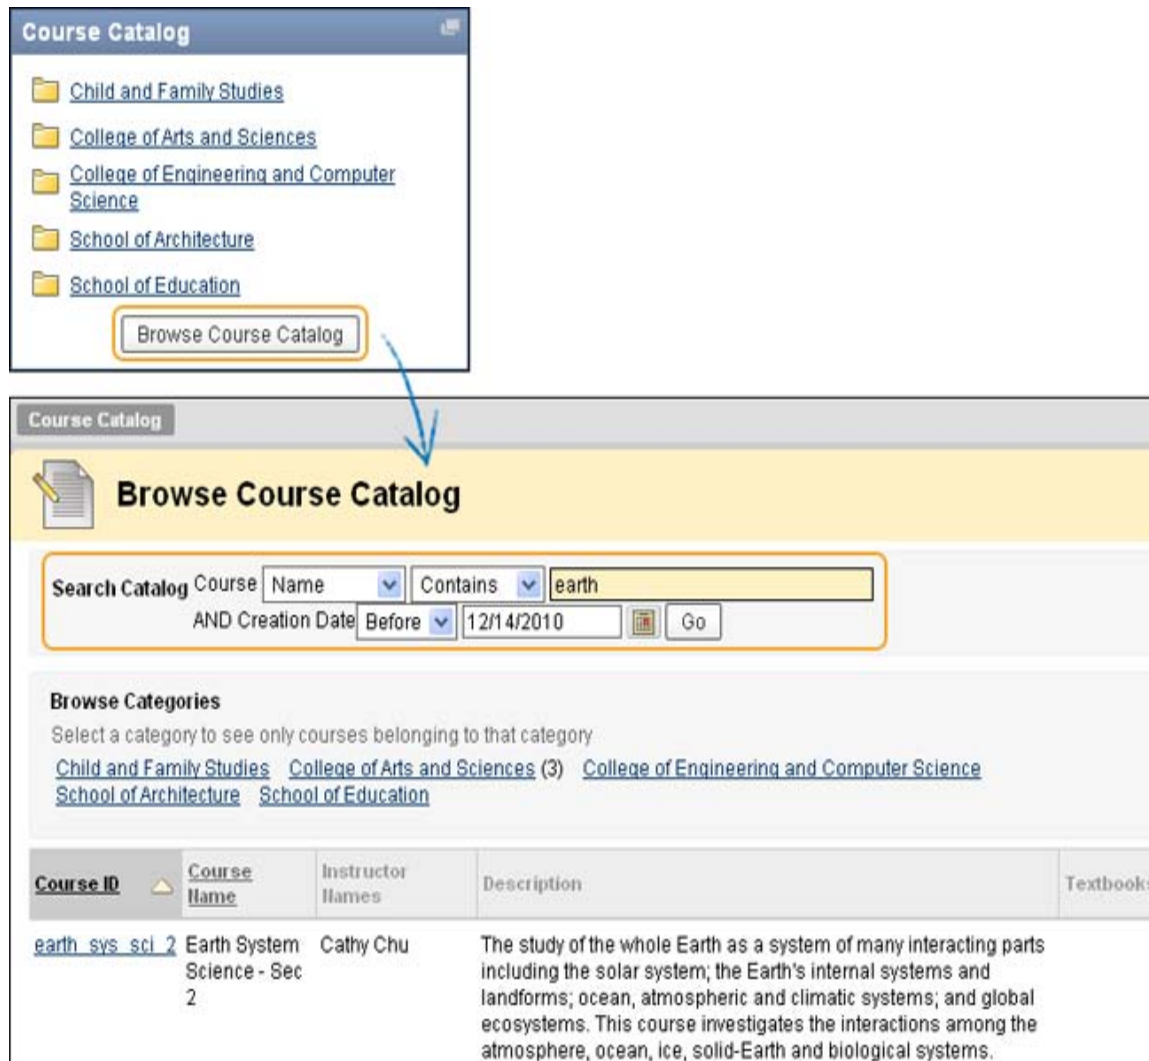 Course Catalog
Child and Family Studies
College of Arts and Sciences
College of Engineering and Computer
Science
School of Architecture
School of Education
Browse Course Catalog
Course Catalog
Browse Course Catalog
Search Catalog Course Name Contains earth
AND Creation Date Before 12/14/2010 Go
Browse Categories
Select a category to see only courses belonging to that category
Child and Family Studies College of Arts and Sciences (3) College of Engineering and Computer Science
School of Architecture School of Education
Course ID Course Name Instructor Names Description Textbooks
earth_sys_sci_2 Earth System Cathy Chu The study of the whole Earth as a system of many interacting parts
Science - Sec including the solar system; the Earth's internal systems and
2 landforms; ocean, atmospheric and climatic systems; and global
ecosystems. This course investigates the interactions among the
atmosphere, ocean, ice, solid-Earth and biological systems.